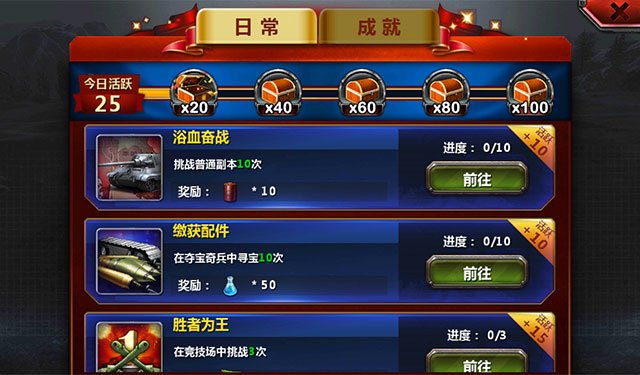 日常
成就
今日活跃
25
x20
x40
x60
x80
x100
浴血奋战
挑战普通副本10次
奖励： * 10
进度： 0/10
前往
活跃
+10
缴获配件
在夺宝奇兵中寻宝10次
奖励： * 50
进度： 0/10
前往
活跃
+10
胜者为王
在竞技场中挑战3次
进度： 0/3
前往
活跃
+15